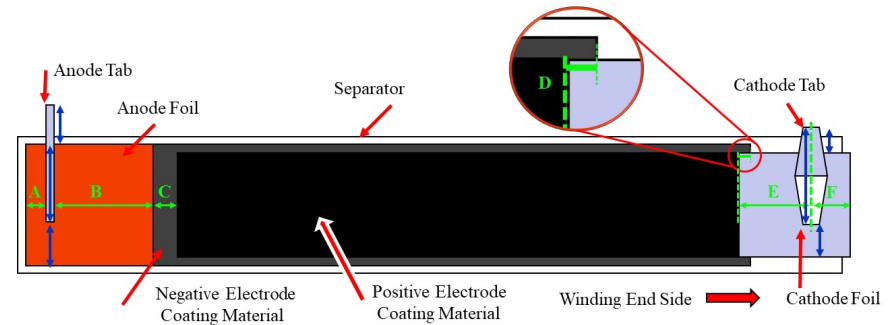 Anode Tab
Anode Foil
Separator
D
Cathode Tab
A
B
C
E
F
Negative Electrode
Coating Material
Positive Electrode
Coating Material
Winding End Side
Cathode Foil